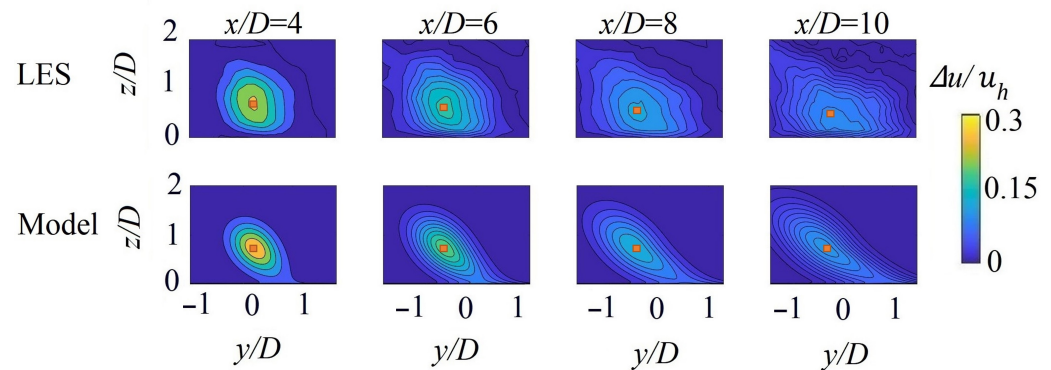 x/D=4 x/D=6 x/D=8 x/D=10
LES
z/D
2
1
0
Δu/u_h
0.3
0.15
0
Model
z/D
2
1
0
−1 0 1 −1 0 1 −1 0 1 −1 0 1
y/D y/D y/D y/D